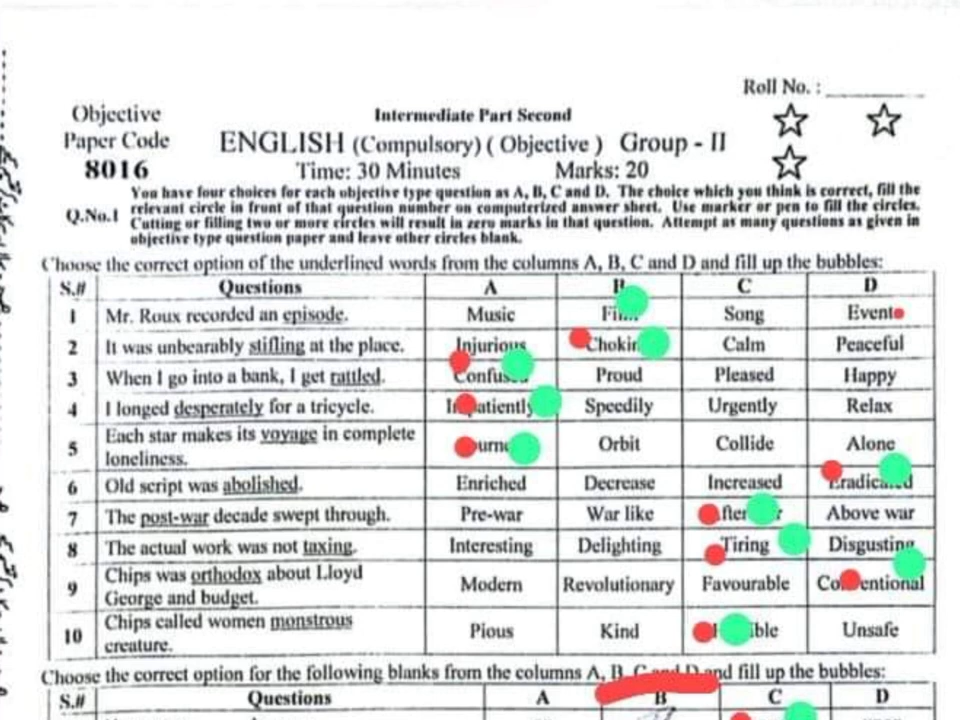 Roll No. :
Objective
Intermediate Part Second
Paper Code
ENGLISH (Compulsory) ( Objective ) Group - II
8016
Time: 30 Minutes Marks: 20
Q.No.1
You have four choices for each objective type question as A, B, C and D. The choice which you think is correct, fill the
relevant circle in front of that question number on computerized answer sheet. Use marker or pen to fill the circles.
Cutting or filling two or more circles will result in zero marks in that question. Attempt as many questions as given in
objective type question paper and leave other circles blank.
Choose the correct option of the underlined words from the columns A, B, C and D and fill up the bubbles:
S.# Questions A B C D
1 Mr. Roux recorded an episode. Music Song Event
2 It was unbearably stifling at the place. Injurious Calm Peaceful
3 When I go into a bank, I get rattled. Proud Pleased Happy
4 I longed desperately for a tricycle. Speedily Urgently Relax
5 Each star makes its voyage in complete
loneliness. Orbit Collide Alone
6 Old script was abolished. Enriched Decrease Increased
7 The post-war decade swept through. Pre-war War like Above war
8 The actual work was not taxing. Interesting Delighting Tiring Disgusting
9 Chips was orthodox about Lloyd
George and budget. Modern Revolutionary Favourable
10 Chips called women monstrous
creature. Pious Kind Unsafe
Choose the correct option for the following blanks from the columns A, B, C and D and fill up the bubbles:
S.# Questions A B C D